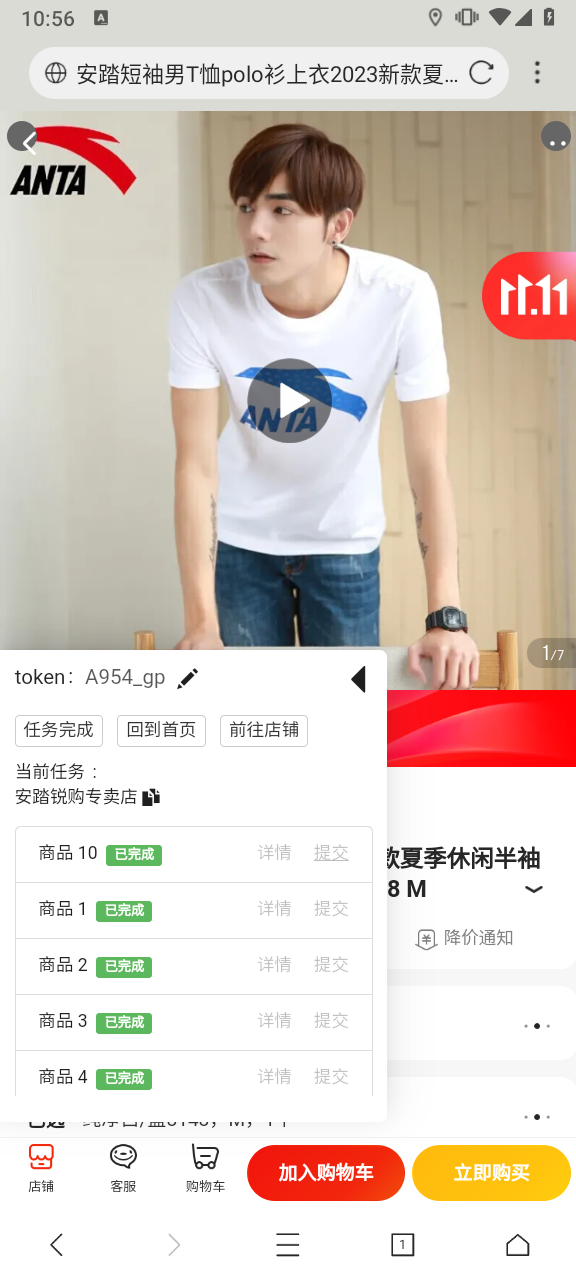 10:56
A
安踏短袖男T恤polo衫上衣2023新款夏...
ANTA
11.11
ANTA
1/7
token： A954_gp
任务完成 回到首页 前往店铺
当前任务 :
安踏锐购专卖店
商品 10 已完成 详情 提交
款夏季休闲半袖
8 M
商品 1 已完成 详情 提交
降价通知
商品 2 已完成 详情 提交
商品 3 已完成 详情 提交
商品 4 已完成 详情 提交
店铺 客服 购物车 加入购物车 立即购买
1